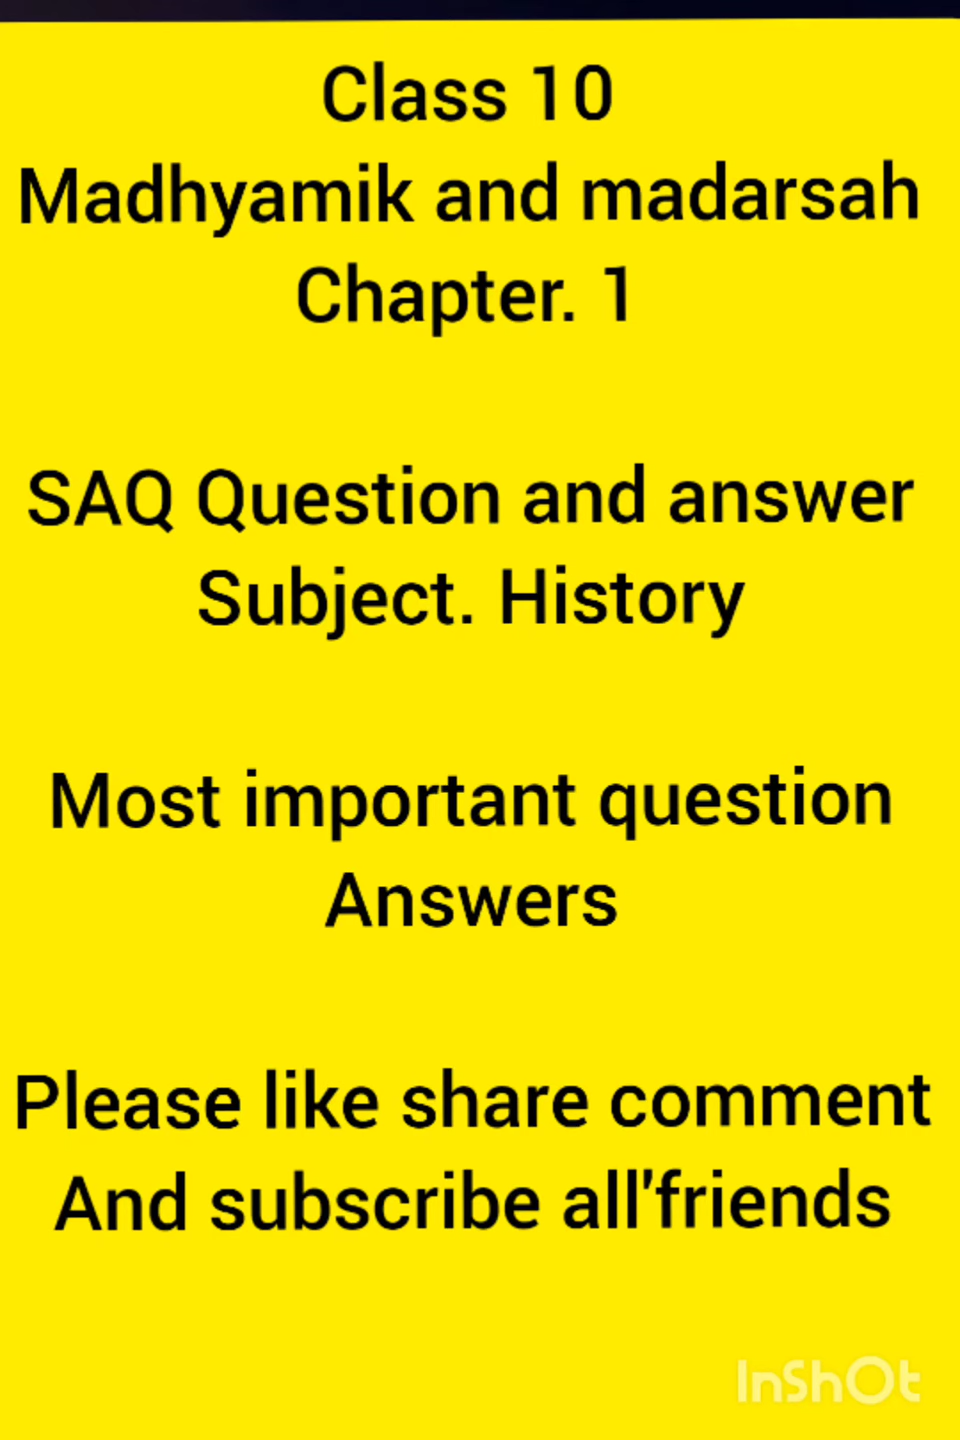 Class 10
Madhyamik and madarsah
Chapter. 1
SAQ Question and answer
Subject. History
Most important question
Answers
Please like share comment
And subscribe all'friends
InShOt